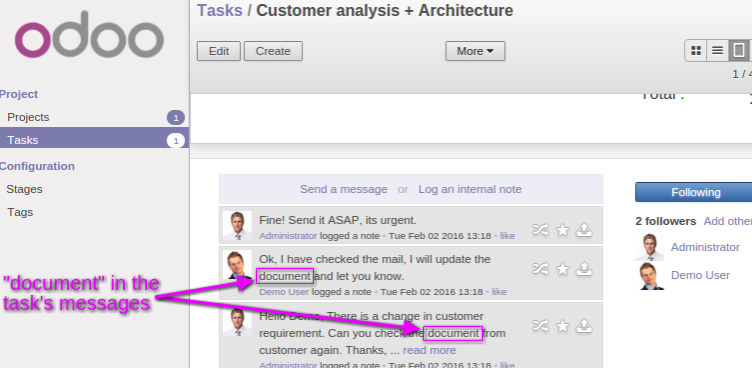 odoo
Tasks / Customer analysis + Architecture
Edit Create More
1 / 4
Project
Projects 1
Tasks 1
Configuration
Stages
Tags
Total :
Send a message or Log an internal note
Following
Fine! Send it ASAP, its urgent.
Administrator logged a note • Tue Feb 02 2016 13:18 • like
2 followers Add other
Administrator
Demo User
Ok, I have checked the mail, I will update the
document and let you know.
Demo User logged a note • Tue Feb 02 2016 13:18 • like
"document" in the
task's messages
Hello Demo, There is a change in customer
requirement. Can you check the document from
customer again. Thanks, ... read more
Administrator logged a note • Tue Feb 02 2016 13:18 • like